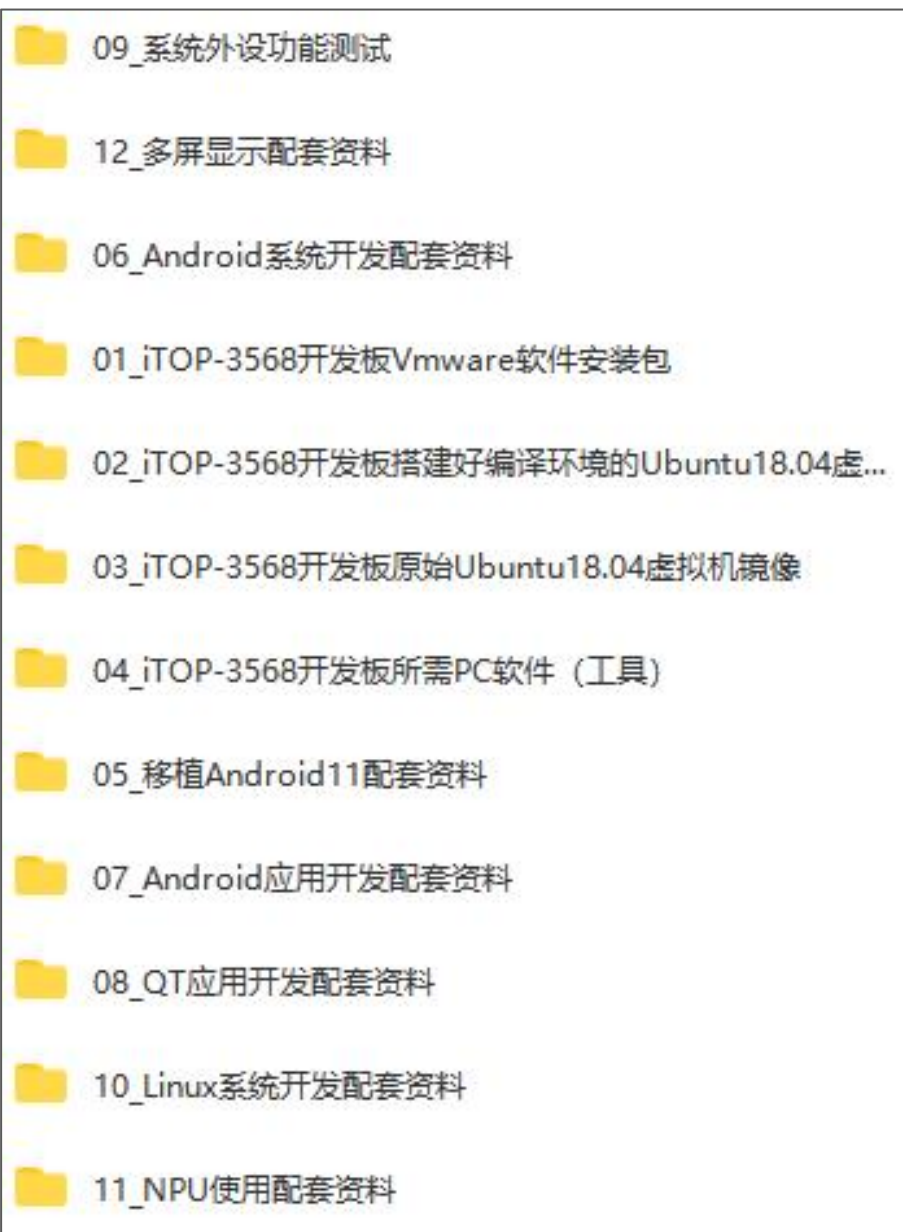 09_系统外设功能测试
12_多屏显示配套资料
06_Android系统开发配套资料
01_iTOP-3568开发板Vmware软件安装包
02_iTOP-3568开发板搭建好编译环境的Ubuntu18.04虚...
03_iTOP-3568开发板原始Ubuntu18.04虚拟机镜像
04_iTOP-3568开发板所需PC软件（工具）
05_移植Android11配套资料
07_Android应用开发配套资料
08_QT应用开发配套资料
10_Linux系统开发配套资料
11_NPU使用配套资料